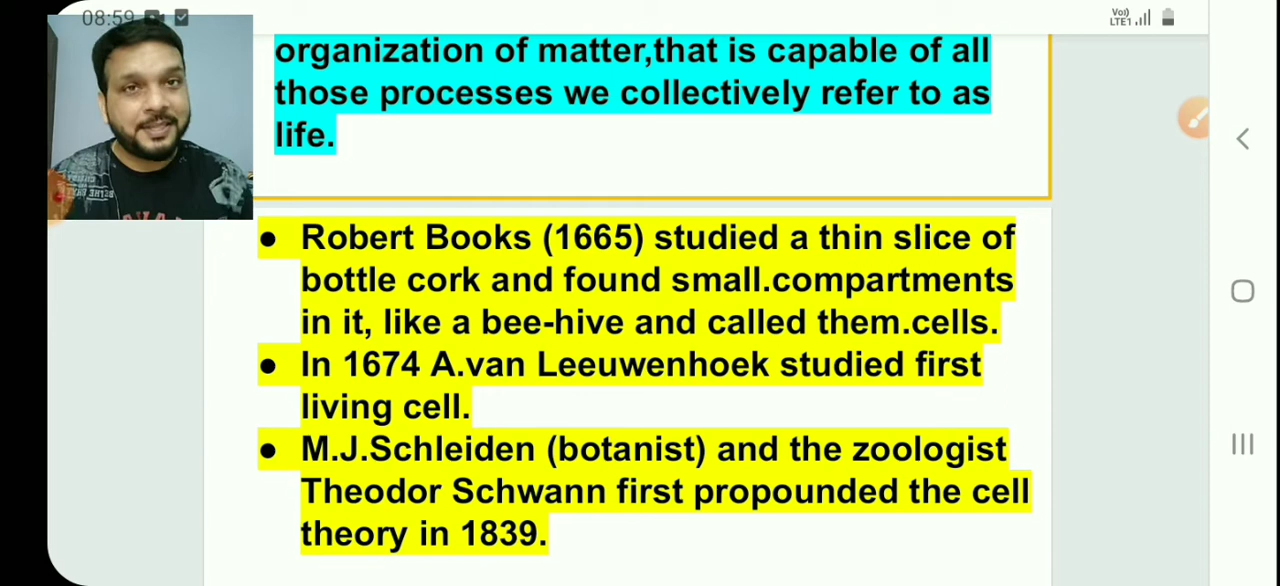 08:59
Vo)
LTE1
organization of matter,that is capable of all
those processes we collectively refer to as
life.
● Robert Books (1665) studied a thin slice of
bottle cork and found small.compartments
in it, like a bee-hive and called them.cells.
● In 1674 A.van Leeuwenhoek studied first
living cell.
● M.J.Schleiden (botanist) and the zoologist
Theodor Schwann first propounded the cell
theory in 1839.